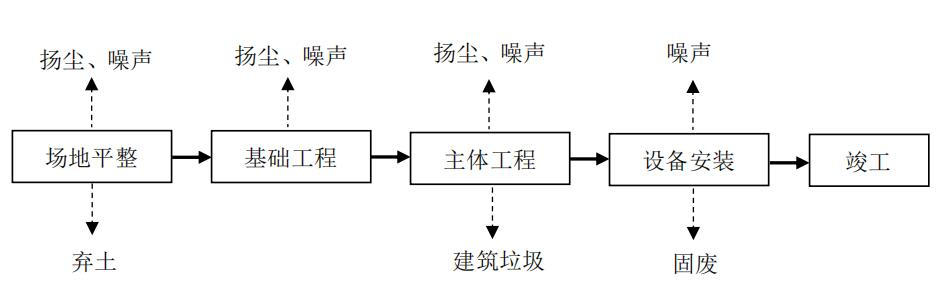 扬尘、噪声
扬尘、噪声
扬尘、噪声
噪声
场地平整
基础工程
主体工程
设备安装
竣工
弃土
建筑垃圾
固废